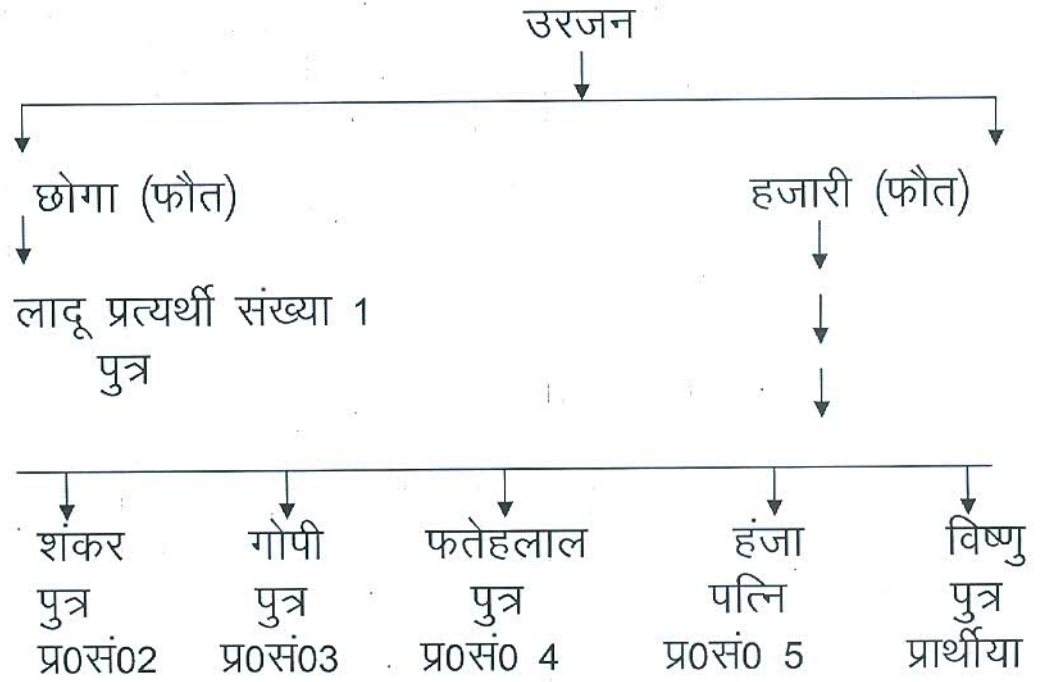 उरजन
छोगा (फौत) हजारी (फौत)
लादू प्रत्यर्थी संख्या 1
पुत्र
शंकर गोपी फतेहलाल हंजा विष्णु
पुत्र पुत्र पुत्र पत्नि पुत्र
प्र0सं02 प्र0सं03 प्र0सं0 4 प्र0सं0 5 प्रार्थीया